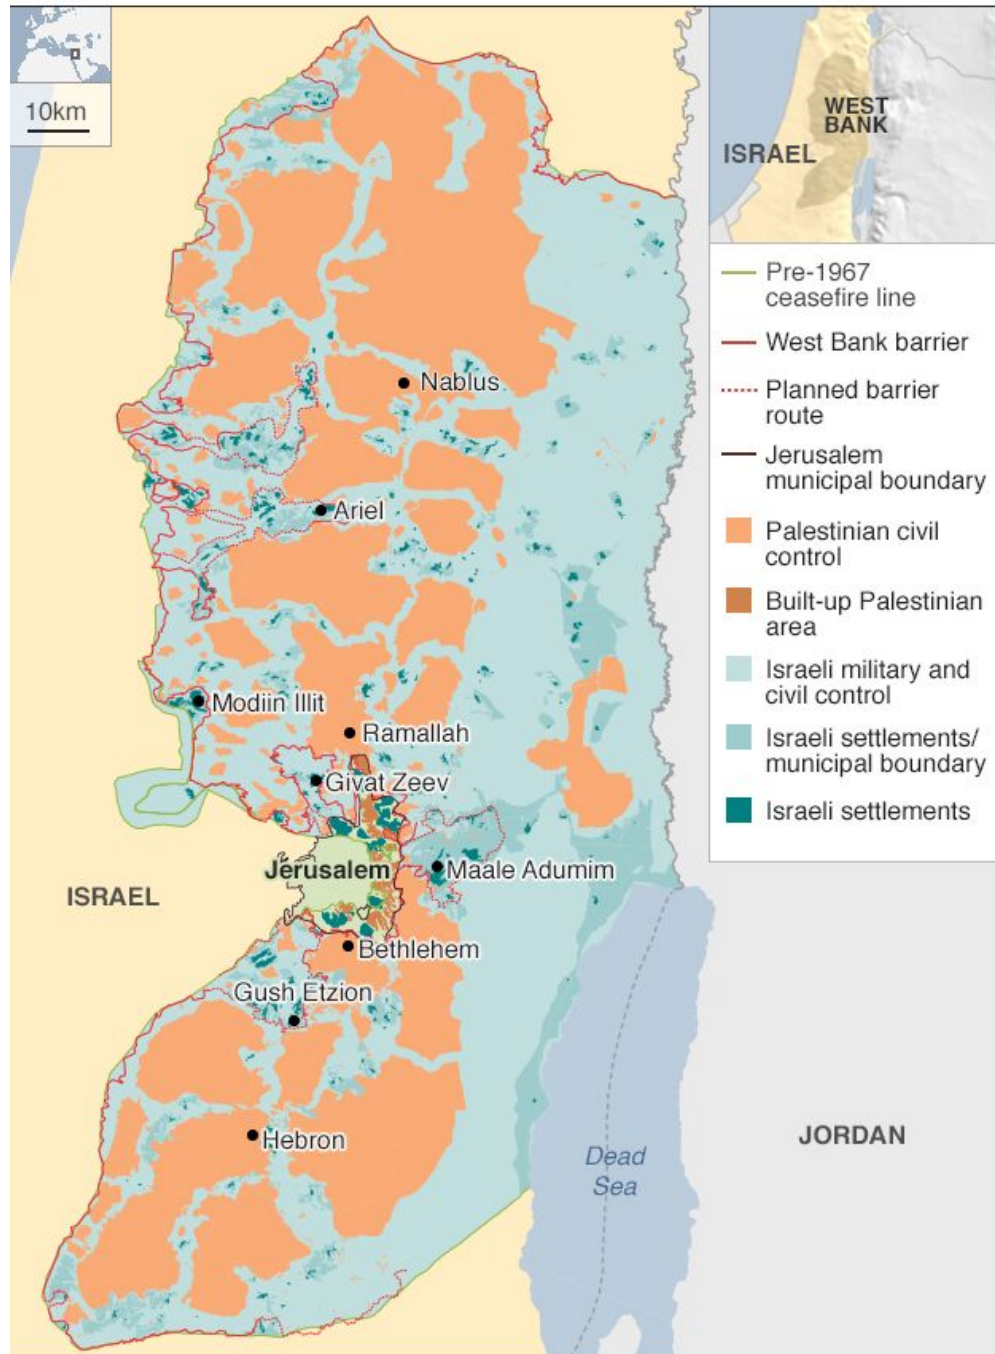 10km
WEST
BANK
ISRAEL
Pre-1967
ceasefire line
West Bank barrier
Planned barrier
route
Jerusalem
municipal boundary
Palestinian civil
control
Built-up Palestinian
area
Israeli military and
civil control
Israeli settlements/
municipal boundary
Israeli settlements
Nablus
Ariel
Modiin Illit
Ramallah
Givat Zeev
Jerusalem
Maale Adumim
ISRAEL
Bethlehem
Gush Etzion
Hebron
JORDAN
Dead
Sea